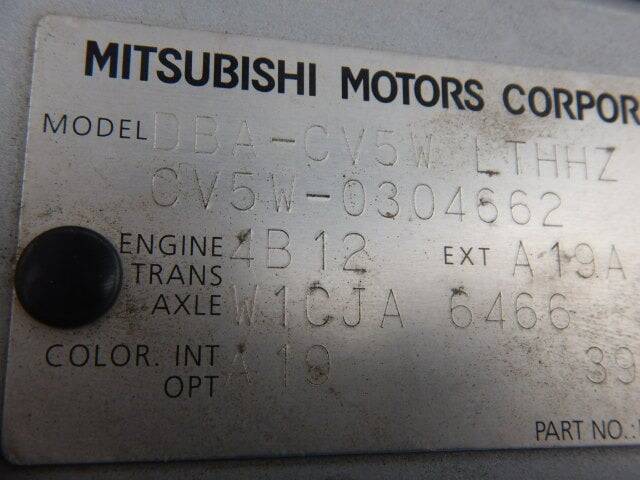 MITSUBISHI MOTORS CORPOR
MODEL DBA-CV5W LTHHZ
CV5W-0304662
ENGINE 4B12 EXT A19A
TRANS
AXLE W1CJA 6466
COLOR. INT A19 39
OPT
PART NO.: